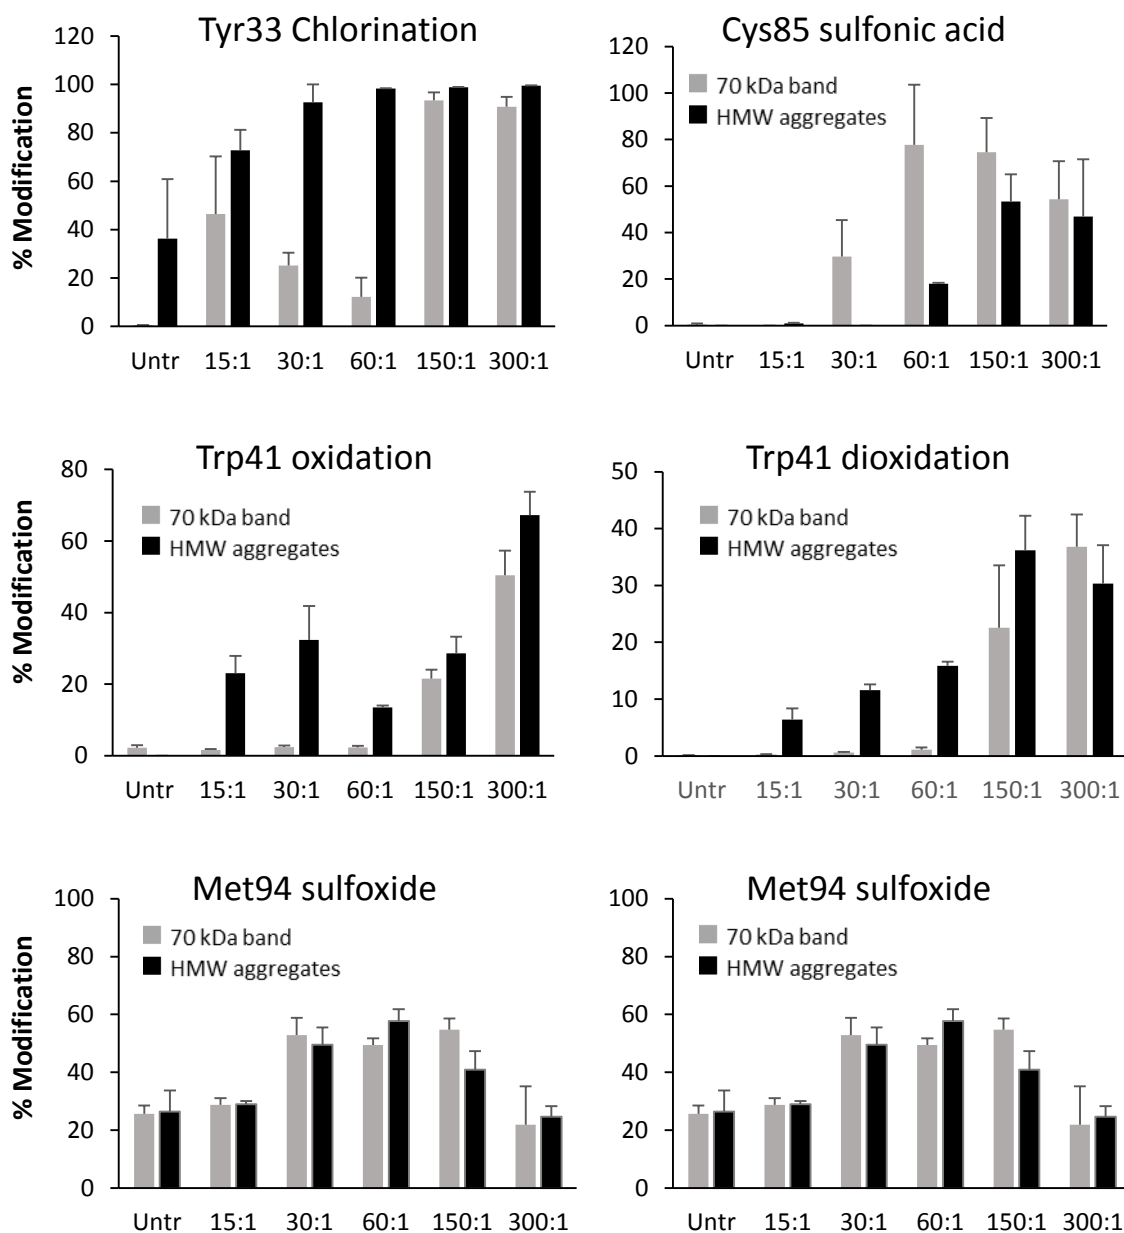 Tyr33 Chlorination
% Modification
120
100
80
60
40
20
0
Untr 15:1 30:1 60:1 150:1 300:1
Cys85 sulfonic acid
70 kDa band
HMW aggregates
120
100
80
60
40
20
0
Untr 15:1 30:1 60:1 150:1 300:1
Trp41 oxidation
70 kDa band
HMW aggregates
% Modification
80
60
40
20
0
Untr 15:1 30:1 60:1 150:1 300:1
Trp41 dioxidation
70 kDa band
HMW aggregates
50
40
30
20
10
0
Untr 15:1 30:1 60:1 150:1 300:1
Met94 sulfoxide
70 kDa band
HMW aggregates
% Modification
100
80
60
40
20
0
Untr 15:1 30:1 60:1 150:1 300:1
Met94 sulfoxide
70 kDa band
HMW aggregates
100
80
60
40
20
0
Untr 15:1 30:1 60:1 150:1 300:1